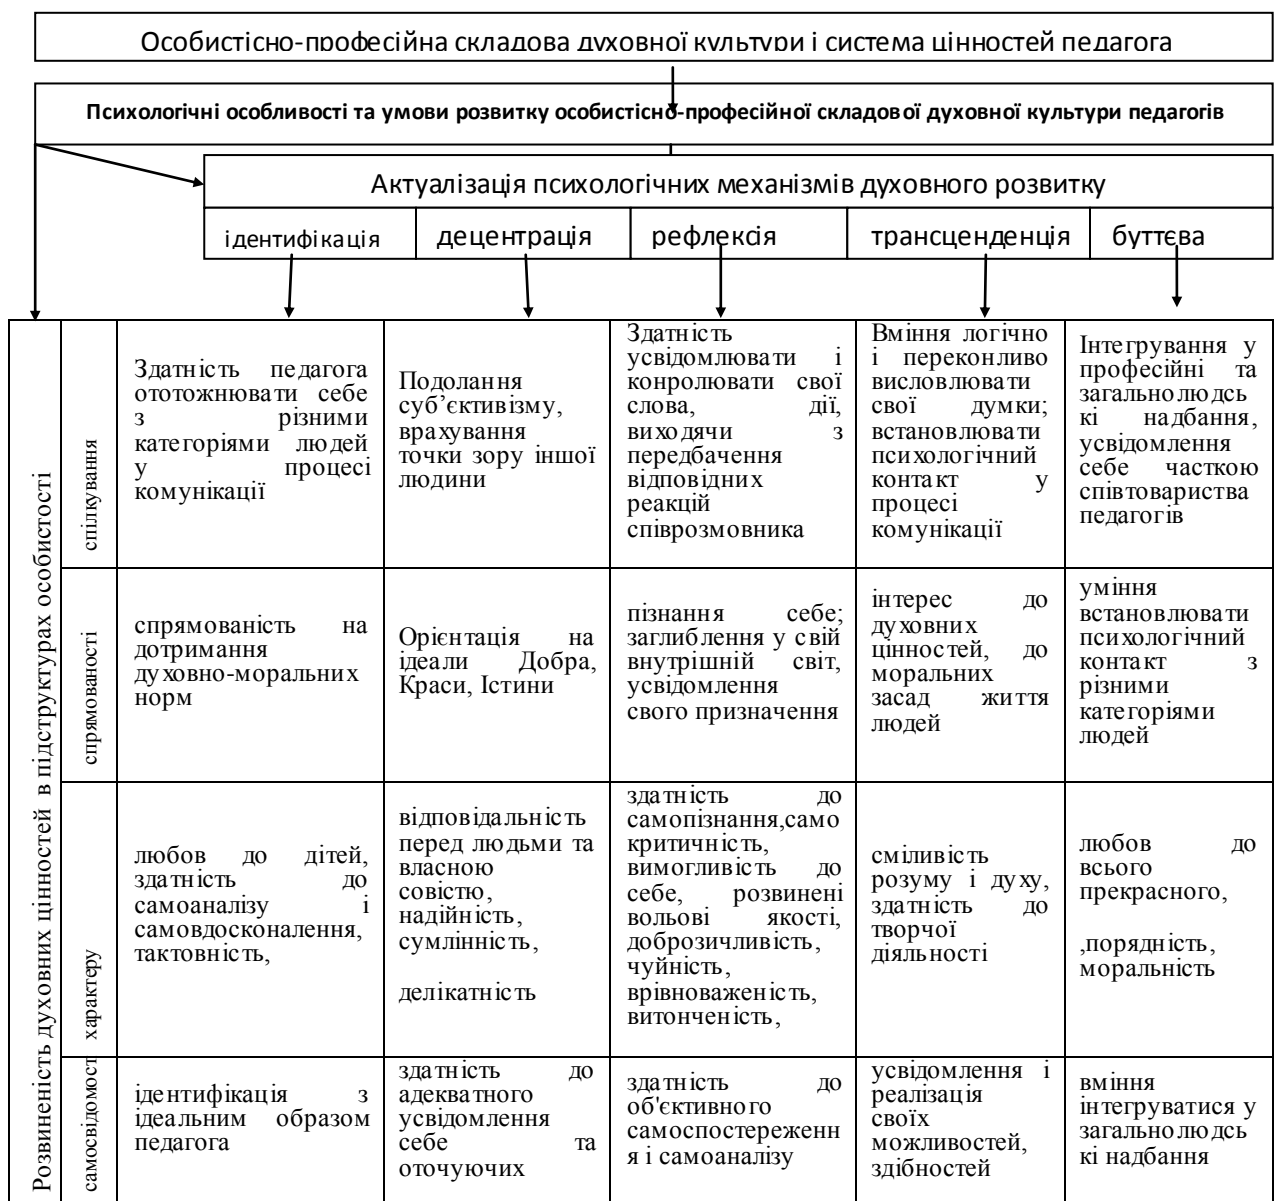 Особистісно-професійна складова духовної культури і система цінностей педагога
Психологічні особливості та умови розвитку особистісно-професійної складової духовної культури педагогів
Актуалізація психологічних механізмів духовного розвитку
ідентифікація
децентрація
рефлексія
трансценденція
буттєва
Розвиненість духовних цінностей в підструктурах особистості
спілкування
Здатність педагога
ототожнювати себе
з різними
категоріями людей
у процесі
комунікації
Подолання
суб’єктивізму,
врахування
точки зору іншої
людини
Здатність
усвідомлювати і
конролювати свої
слова, дії,
виходячи з
передбачення
відповідних
реакцій
співрозмовника
Вміння логічно
і переконливо
висловлювати
свої думки;
встановлювати
психологічний
контакт у
процесі
комунікації
Інтегрування у
професійні та
загальнолюдсь
кі надбання,
усвідомлення
себе часткою
співтовариства
педагогів
спрямованості
спрямованість на
дотримання
духовно-моральних
норм
Орієнтація на
ідеали Добра,
Краси, Істини
пізнання себе;
заглиблення у свій
внутрішній світ,
усвідомлення
свого призначення
інтерес до
духовних
цінностей, до
моральних
засад життя
людей
уміння
встановлювати
психологічний
контакт з
різними
категоріями
людей
характеру
любов до дітей,
здатність до
самоаналізу і
самовдосконалення,
тактовність,
відповідальність
перед людьми та
власною
совістю,
надійність,
сумлінність,
делікатність
здатність до
самопізнання,само
критичність,
вимогливість до
себе, розвинені
вольові якості,
доброзичливість,
чуйність,
врівноваженість,
витонченість,
сміливість
розуму і духу,
здатність до
творчої
діяльності
любов до
всього
прекрасного,
,порядність,
моральність
самосвідомост
ідентифікація з
ідеальним образом
педагога
здатність до
адекватного
усвідомлення
себе та
оточуючих
здатність до
об'єктивного
самоспостереженн
я і самоаналізу
усвідомлення і
реалізація
своїх
можливостей,
здібностей
вміння
інтегруватися у
загальнолюдсь
кі надбання